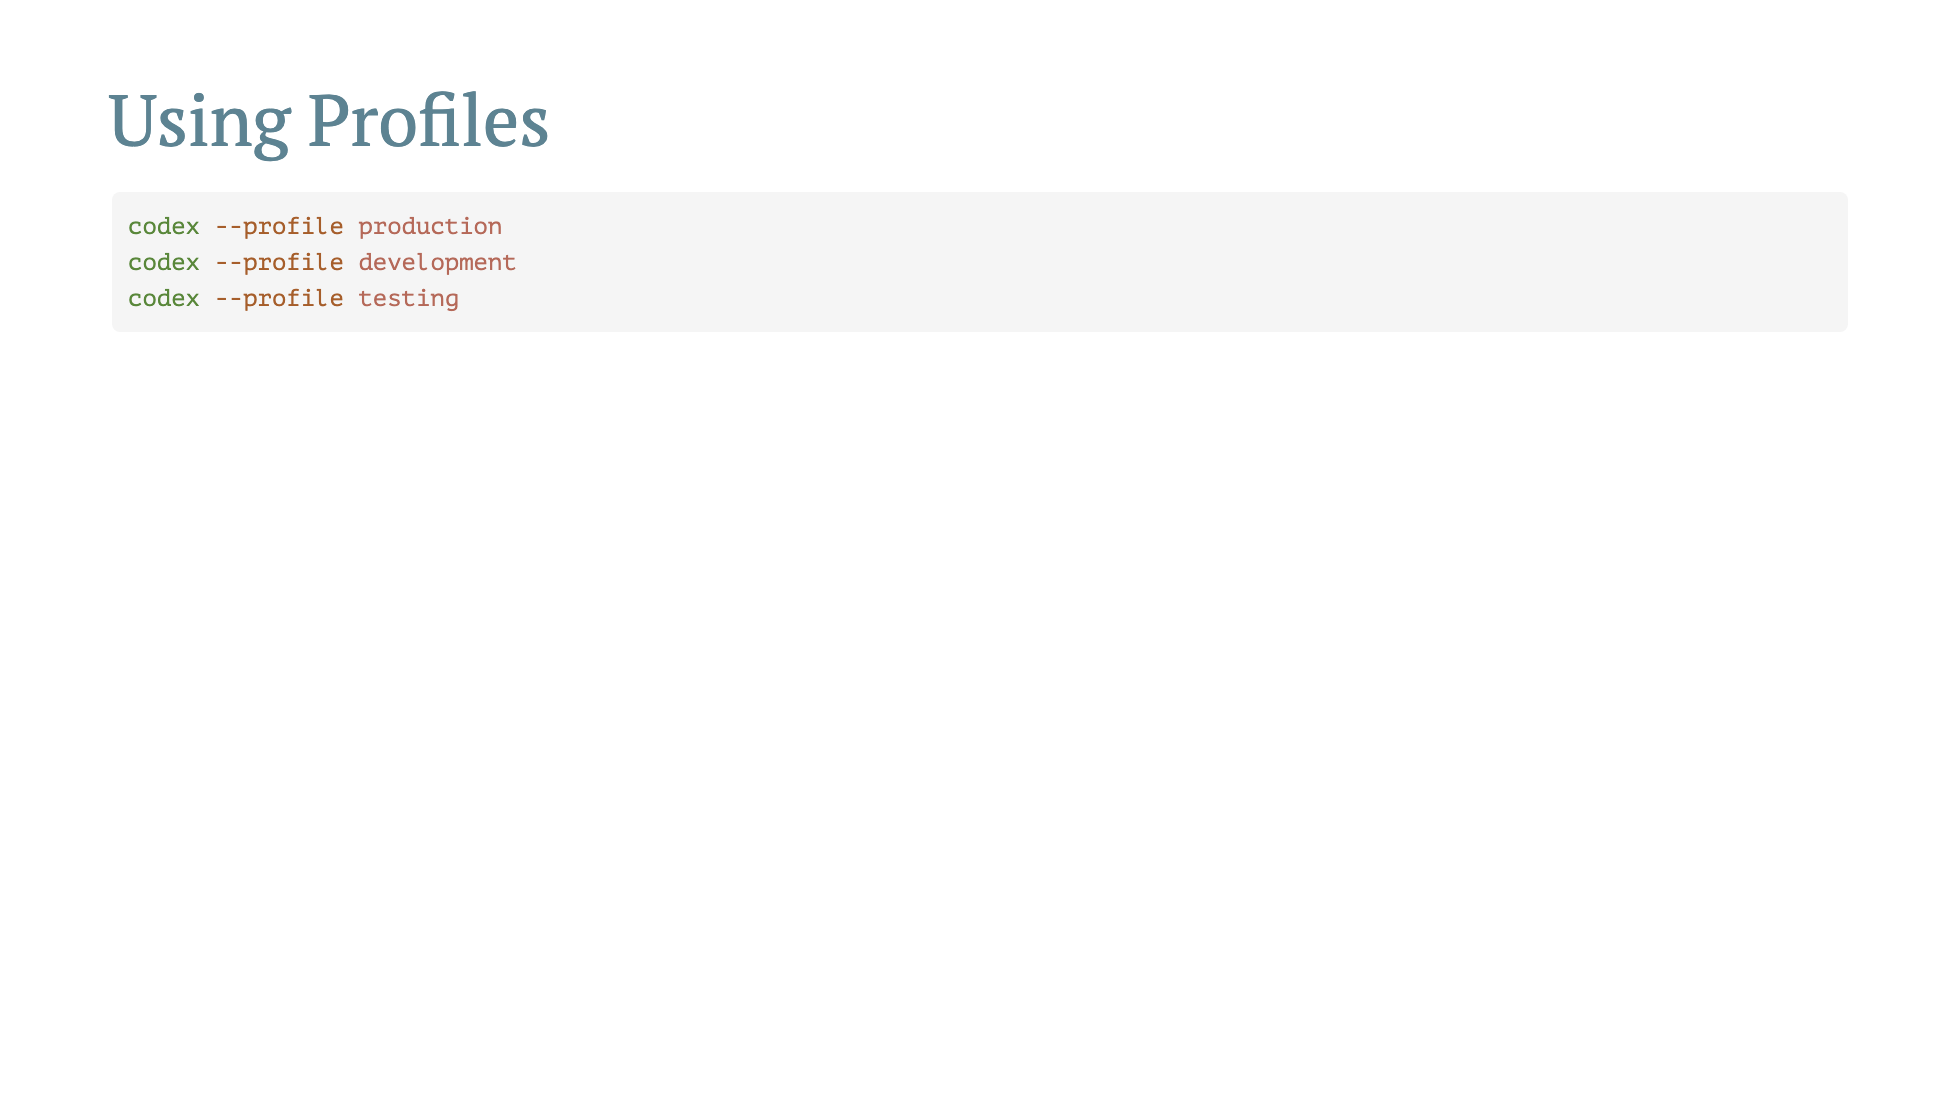 Using Profiles
codex --profile production
codex --profile development
codex --profile testing